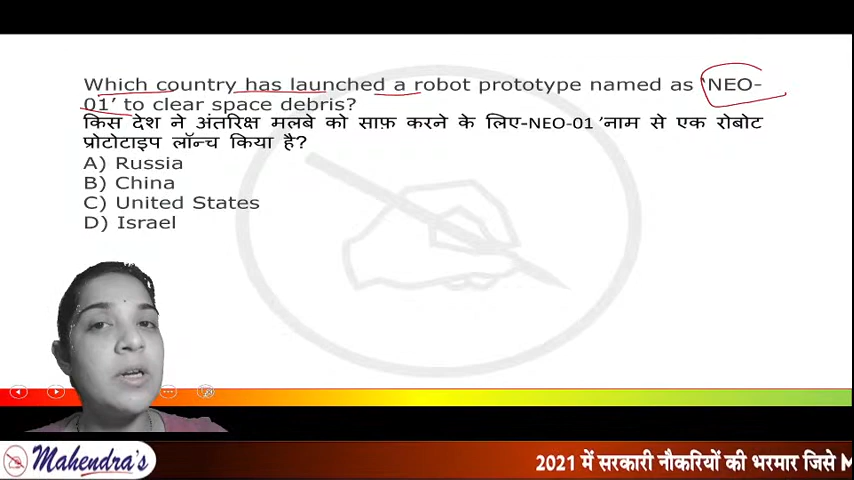 Which country has launched a robot prototype named as 'NEO-
01' to clear space debris?
किस देश ने अंतरिक्ष मलबे को साफ़ करने के लिए-NEO-01 'नाम से एक रोबोट
प्रोटोटाइप लॉन्च किया है?
A) Russia
B) China
C) United States
D) Israel
Mahendra's
2021 में सरकारी नौकरियों की भरमार जिसे M